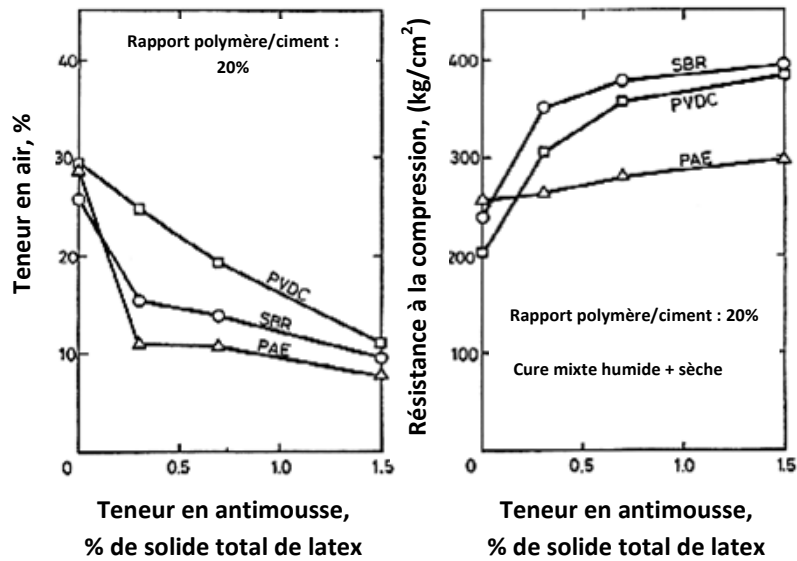 Teneur en air, %
40
30
20
10
0
0.5
1.0
1.5
Rapport polymère/ciment :
20%
PVDC
SBR
PAE
Teneur en antimousse,
% de solide total de latex
Résistance à la compression, (kg/cm²)
400
300
200
100
0
0.5
1.0
1.5
SBR
PVDC
PAE
Rapport polymère/ciment : 20%
Cure mixte humide + sèche
Teneur en antimousse,
% de solide total de latex